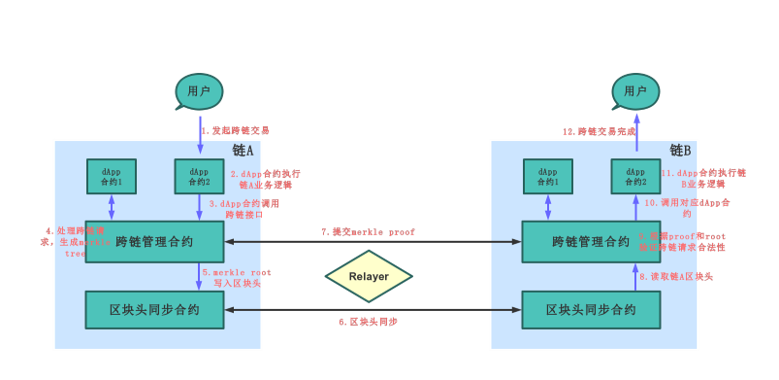 用户
用户
1.发起跨链交易
12.跨链交易完成
链A
链B
dApp
合约1
dApp
合约2
2.dApp合约执行
链A业务逻辑
dApp
合约1
dApp
合约2
11.dApp合约执行链
B业务逻辑
3.dApp合约调用
跨链接口
10.调用对应dApp合
约
4.处理跨链请
求，生成merkle
tree
跨链管理合约
7.提交merkle proof
跨链管理合约
proof和root
跨链请求合法性
Relayer
5.merkle root
写入区块头
8.读取链A区块头
区块头同步合约
6.区块头同步
区块头同步合约